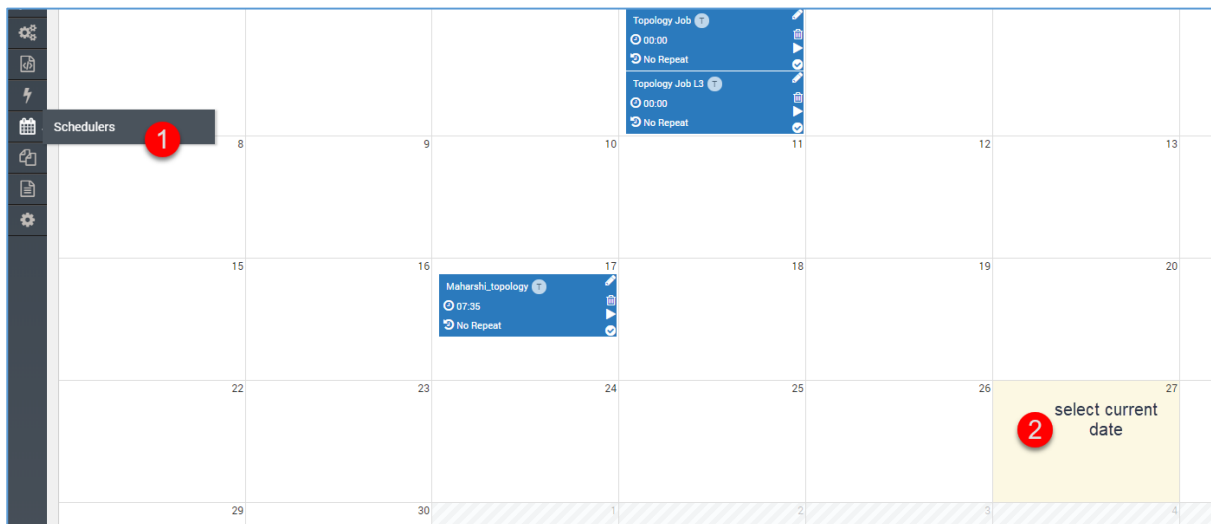 Topology Job T
00:00
No Repeat
Topology Job L3 T
00:00
No Repeat
Schedulers
1
8 9 10 11 12 13
15 16 17 18 19 20
Maharshi_topology T
07:35
No Repeat
22 23 24 25 26 27
2
select current
date
29 30 1 2 3 4